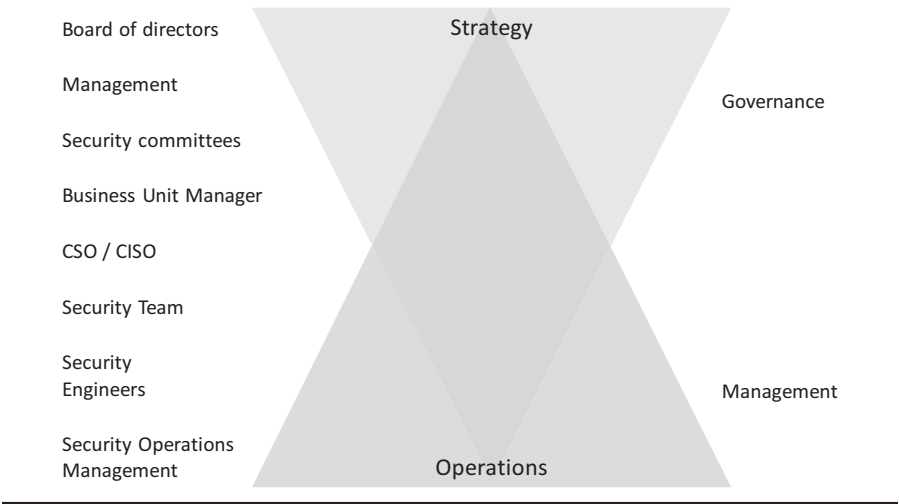 Board of directors
Strategy
Management
Governance
Security committees
Business Unit Manager
CSO / CISO
Security Team
Security
Engineers
Management
Security Operations
Management
Operations